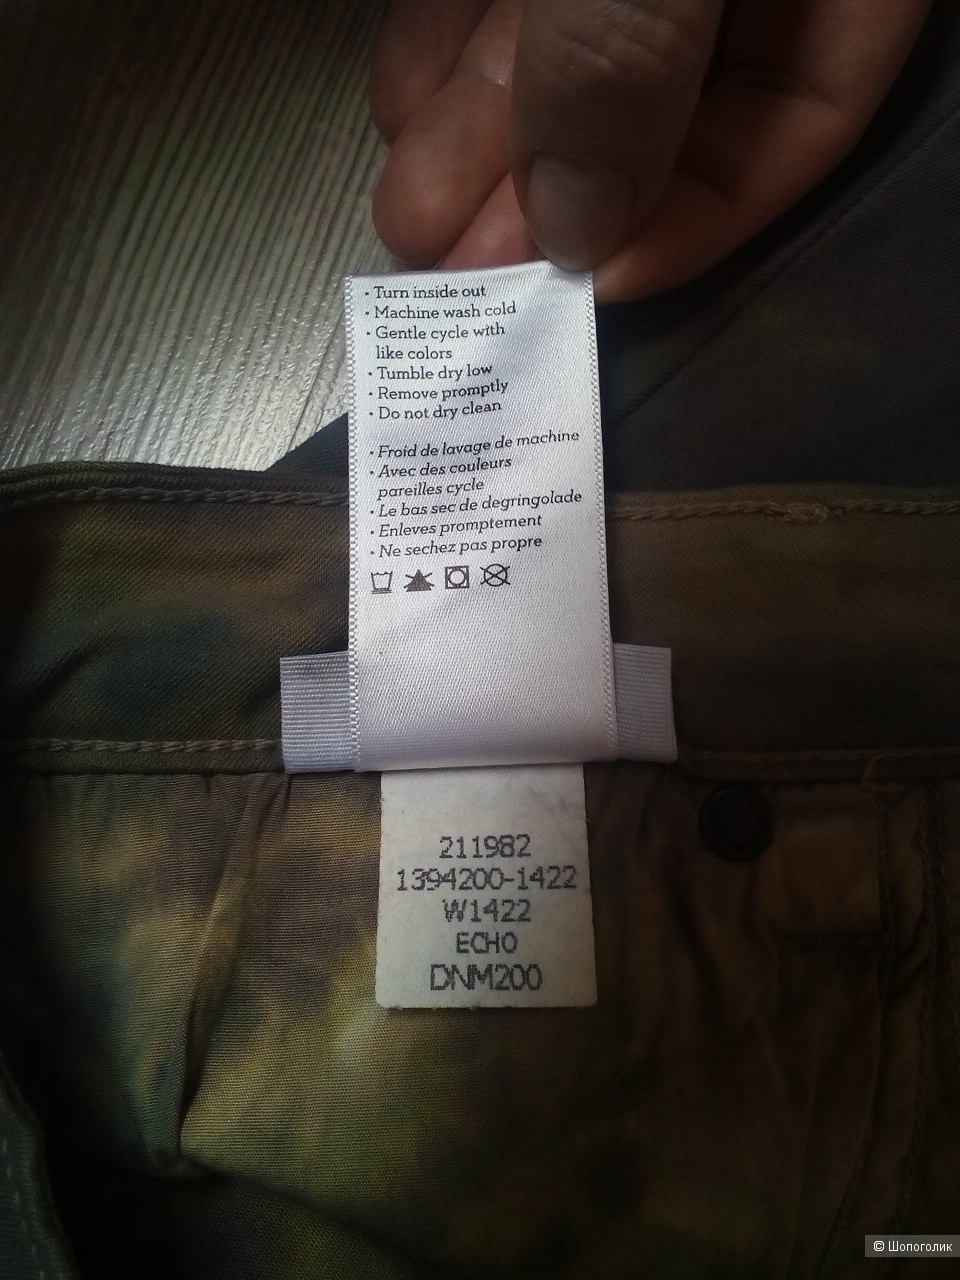 • Turn inside out
• Machine wash cold
• Gentle cycle with
like colors
• Tumble dry low
• Remove promptly
• Do not dry clean
• Froid de lavage de machine
• Avec des couleurs
pareilles cycle
• Le bas sec de degringolade
• Enleves promptement
• Ne sechez pas propre
211982
1394200-1422
W1422
ECHO
DNM200
© Шопоголик